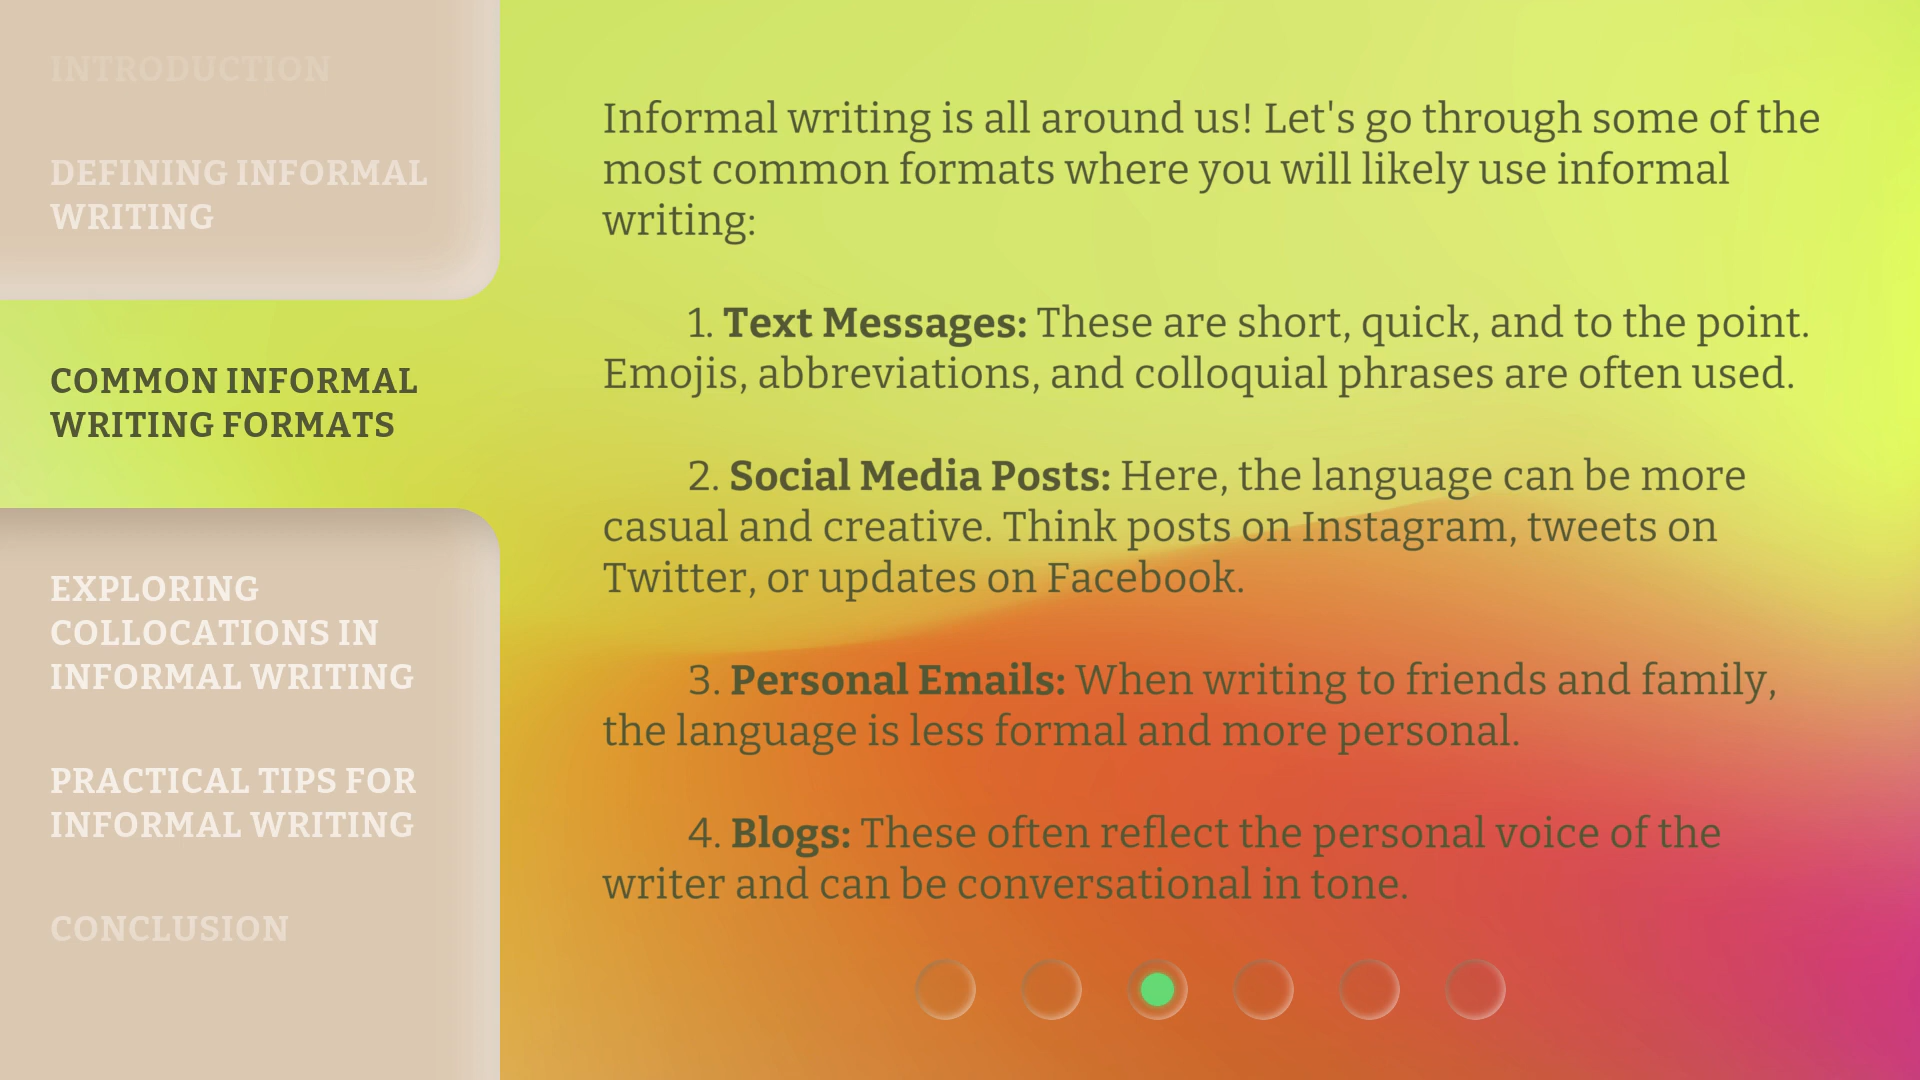 INTRODUCTION
DEFINING INFORMAL
WRITING
COMMON INFORMAL
WRITING FORMATS
EXPLORING
COLLOCATIONS IN
INFORMAL WRITING
PRACTICAL TIPS FOR
INFORMAL WRITING
CONCLUSION
Informal writing is all around us! Let's go through some of the
most common formats where you will likely use informal
writing:
1. Text Messages: These are short, quick, and to the point.
Emojis, abbreviations, and colloquial phrases are often used.
2. Social Media Posts: Here, the language can be more
casual and creative. Think posts on Instagram, tweets on
Twitter, or updates on Facebook.
3. Personal Emails: When writing to friends and family,
the language is less formal and more personal.
4. Blogs: These often reflect the personal voice of the
writer and can be conversational in tone.